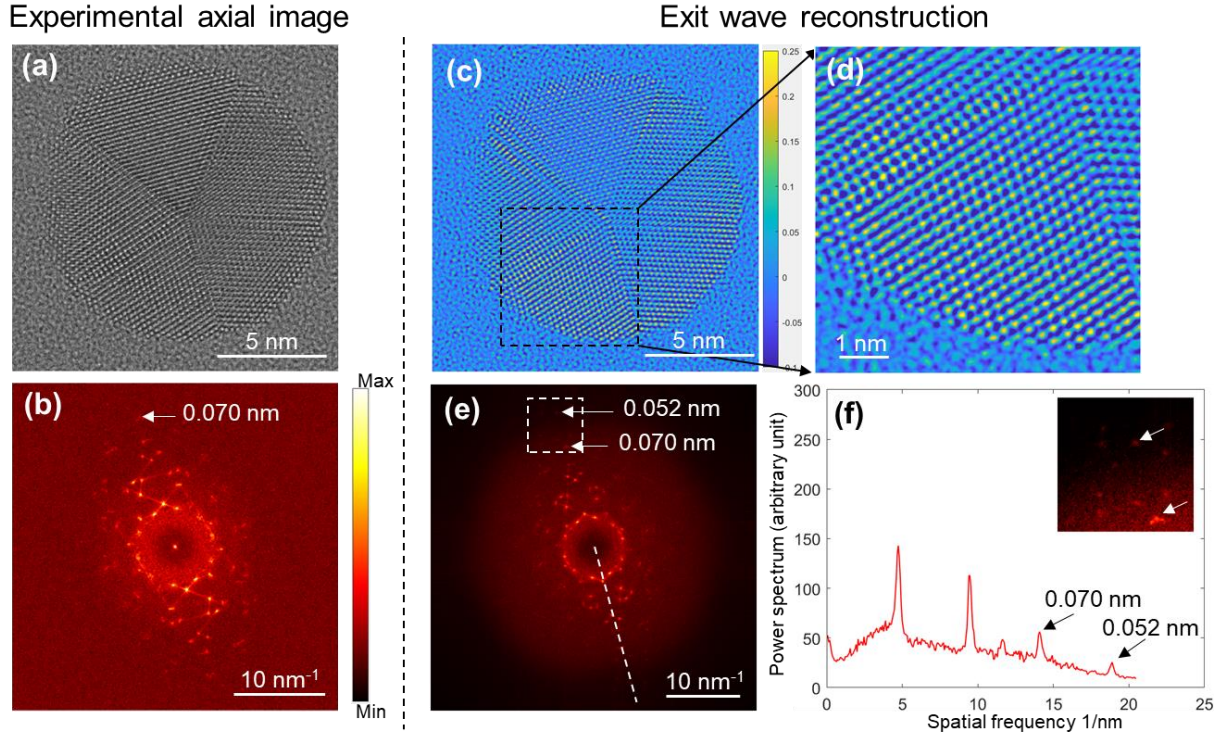 Experimental axial image
Exit wave reconstruction
(a)
5 nm
(c)
5 nm
0.25
0.2
0.15
0.1
0.05
0
-0.05
(d)
1 nm
(b)
0.070 nm
10 nm⁻¹
Max
Min
(e)
0.052 nm
0.070 nm
10 nm⁻¹
(f)
Power spectrum (arbitrary unit)
300
250
200
150
100
50
0
0.070 nm
0.052 nm
0 5 10 15 20 25
Spatial frequency 1/nm